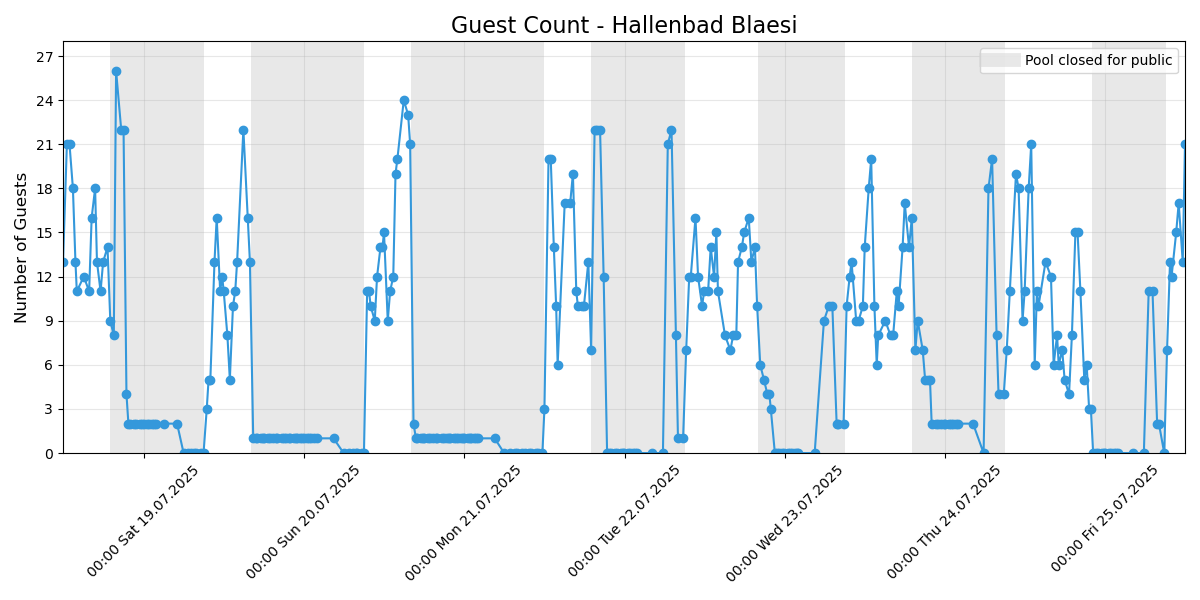 Guest Count - Hallenbad Blaesi
Pool closed for public
Number of Guests
27
24
21
18
15
12
9
6
3
0
00:00 Sat 19.07.2025
00:00 Sun 20.07.2025
00:00 Mon 21.07.2025
00:00 Tue 22.07.2025
00:00 Wed 23.07.2025
00:00 Thu 24.07.2025
00:00 Fri 25.07.2025